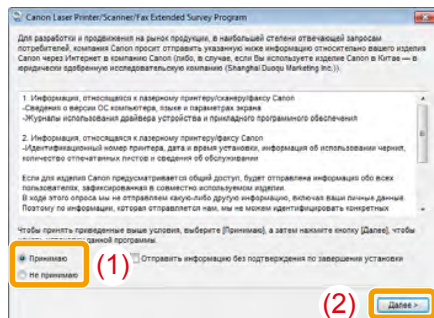 Canon Laser Printer/Scanner/Fax Extended Survey Program
Для разработки и продвижения на рынок продукции, в наибольшей степени отвечающей запросам
потребителей, компания Canon просит отправить указанную ниже информацию относительно вашего изделия
Canon через Интернет в компанию Canon (либо, в случае, если Вы используете изделие Canon в Китае — в
юридически одобренную исследовательскую компанию (Shanghai Duoqu Marketing Inc.)).
1. Информация, относящаяся к лазерному принтеру/сканеру/факсу Canon
-Сведения о версии ОС компьютера, языке и параметрах экрана
-Журналы использования драйвера устройства и прикладного программного обеспечения
2. Информация, относящаяся к лазерному принтеру/факсу Canon
-Идентификационный номер принтера, дата и время установки, информация об использовании чернил,
количество отпечатанных листов и сведения об обслуживании
Если для изделия Canon предусматривается общий доступ, будет отправлена информация обо всех
пользователях, зафиксированная в совместно используемом изделии.
В ходе этого опроса мы не отправляем какую-либо другую информацию, включая ваши личные данные.
Поэтому по информации, которая отправляется нам, мы не можем идентифицировать конкретных
Чтобы принять приведенные выше условия, выберите [Принимаю], а затем нажмите кнопку [Далее], чтобы
установки данной программы.
Принимаю (1) Отправить информацию без подтверждения по завершении установки
Не принимаю
(2) Далее >